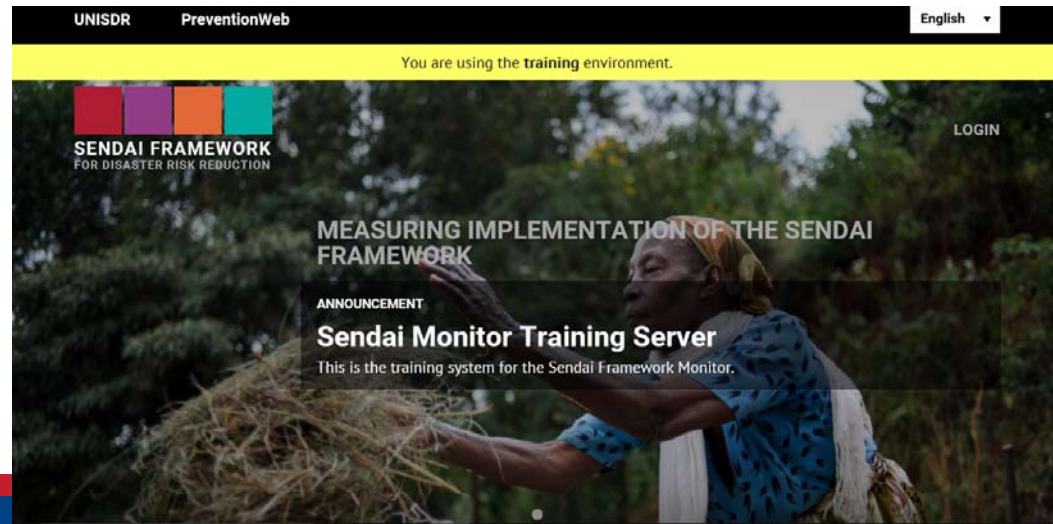 UNISDR PreventionWeb English
You are using the training environment.
LOGIN
SENDAI FRAMEWORK
FOR DISASTER RISK REDUCTION
MEASURING IMPLEMENTATION OF THE SENDAI
FRAMEWORK
ANNOUNCEMENT
Sendai Monitor Training Server
This is the training system for the Sendai Framework Monitor.